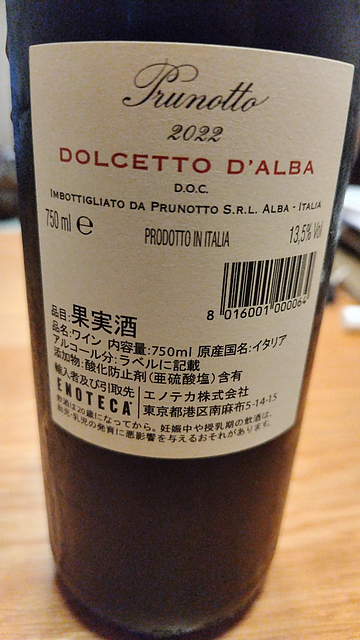 Prunotto
2022
DOLCETTO D'ALBA
D.O.C.
IMBOTTIGLIATO DA PRUNOTTO S.R.L. ALBA - ITALIA
750 ml e
PRODOTTO IN ITALIA
13,5% Vol
8 016001 000064
品目:果実酒
品名:ワイン 内容量:750ml 原産国名:イタリア
アルコール分:ラベルに記載
添加物:酸化防止剤(亜硫酸塩)含有
輸入者及び引取先 エノテカ株式会社
ENOTECA 東京都港区南麻布5-14-15
飲酒は20歳になってから。妊娠中や授乳期の飲酒は、
胎児・乳児の発育に悪影響を与えるおそれがあります。